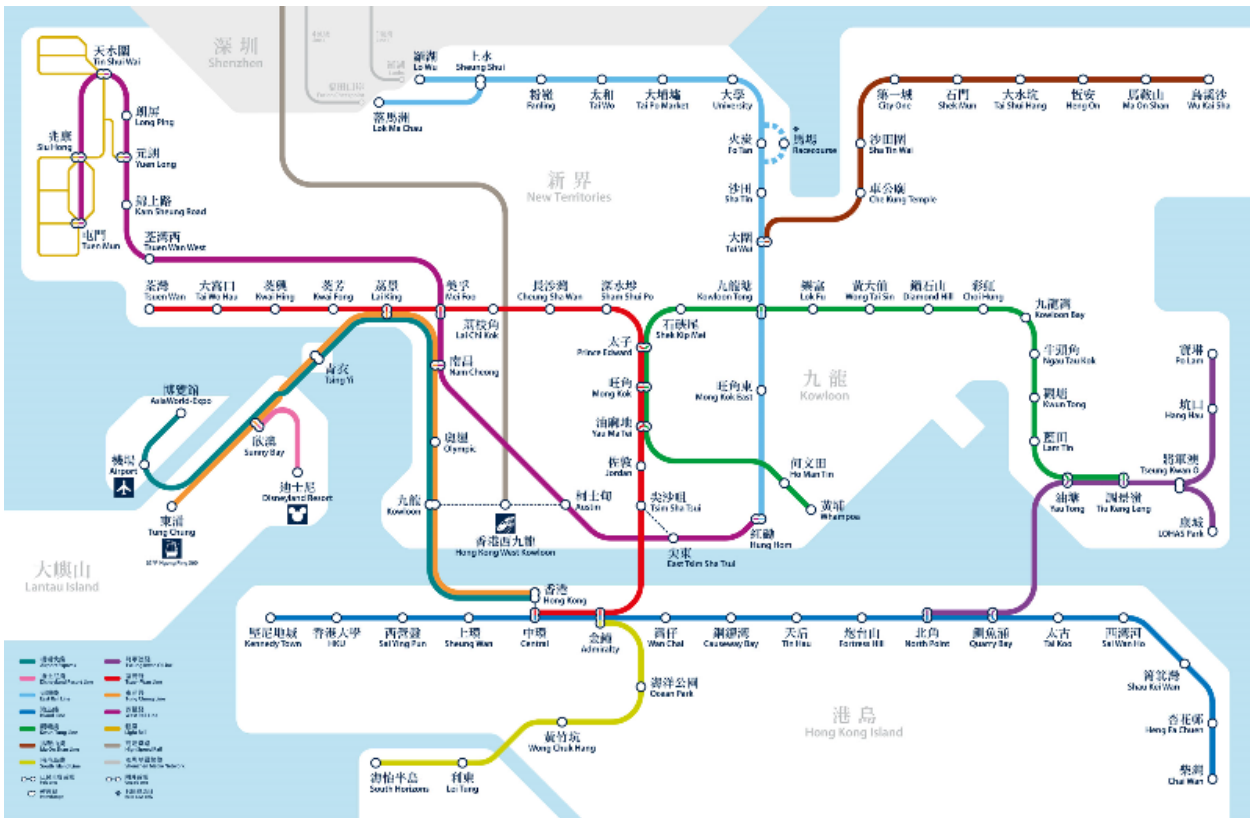 深圳
Shenzhen
羅湖
Lo Wu
上水
Sheung Shui
落馬洲
Lok Ma Chau
粉嶺
Fanling
太和
Tai Wo
大埔墟
Tai Po Market
大學
University
火炭
Fo Tan
馬場
Racecourse
沙田
Sha Tin
大圍
Tai Wai
第一城
City One
石門
Shek Mun
大水坑
Tai Shui Hang
恆安
Heng On
馬鞍山
Ma On Shan
烏溪沙
Wu Kai Sha
沙田圍
Sha Tin Wai
車公廟
Che Kung Temple
天水圍
Tin Shui Wai
朗屏
Long Ping
兆康
Siu Hong
元朗
Yuen Long
錦上路
Kam Sheung Road
屯門
Tuen Mun
荃灣西
Tsuen Wan West
新界
New Territories
荃灣
Tsuen Wan
大窩口
Tai Wo Hau
葵興
Kwai Hing
葵芳
Kwai Fong
荔景
Lai King
美孚
Mei Foo
荔枝角
Lai Chi Kok
長沙灣
Cheung Sha Wan
深水埗
Sham Shui Po
九龍塘
Kowloon Tong
樂富
Lok Fu
黃大仙
Wong Tai Sin
鑽石山
Diamond Hill
彩虹
Choi Hung
九龍灣
Kowloon Bay
石硤尾
Shek Kip Mei
太子
Prince Edward
旺角
Mong Kok
油麻地
Yau Ma Tei
佐敦
Jordan
尖沙咀
Tsim Sha Tsui
旺角東
Mong Kok East
九龍
Kowloon
牛頭角
Ngau Tau Kok
觀塘
Kwun Tong
藍田
Lam Tin
寶琳
Po Lam
坑口
Hang Hau
將軍澳
Tseung Kwan O
油塘
Yau Tong
調景嶺
Tiu Keng Leng
康城
LOHAS Park
青衣
Tsing Yi
南昌
Nam Cheong
博覽館
AsiaWorld-Expo
機場
Airport
欣澳
Sunny Bay
迪士尼
Disneyland Resort
東涌
Tung Chung
奧運
Olympic
九龍
Kowloon
香港西九龍
Hong Kong West Kowloon
柯士甸
Austin
尖東
East Tsim Sha Tsui
紅磡
Hung Hom
何文田
Ho Man Tin
黃埔
Whampoa
大嶼山
Lantau Island
香港
Hong Kong
堅尼地城
Kennedy Town
香港大學
HKU
西營盤
Sai Ying Pun
上環
Sheung Wan
中環
Central
金鐘
Admiralty
灣仔
Wan Chai
銅鑼灣
Causeway Bay
天后
Tin Hau
炮台山
Fortress Hill
北角
North Point
鰂魚涌
Quarry Bay
太古
Tai Koo
西灣河
Sai Wan Ho
筲箕灣
Shau Kei Wan
杏花邨
Heng Fa Chuen
柴灣
Chai Wan
海洋公園
Ocean Park
黃竹坑
Wong Chuk Hang
利東
Lei Tung
海怡半島
South Horizons
港島
Hong Kong Island